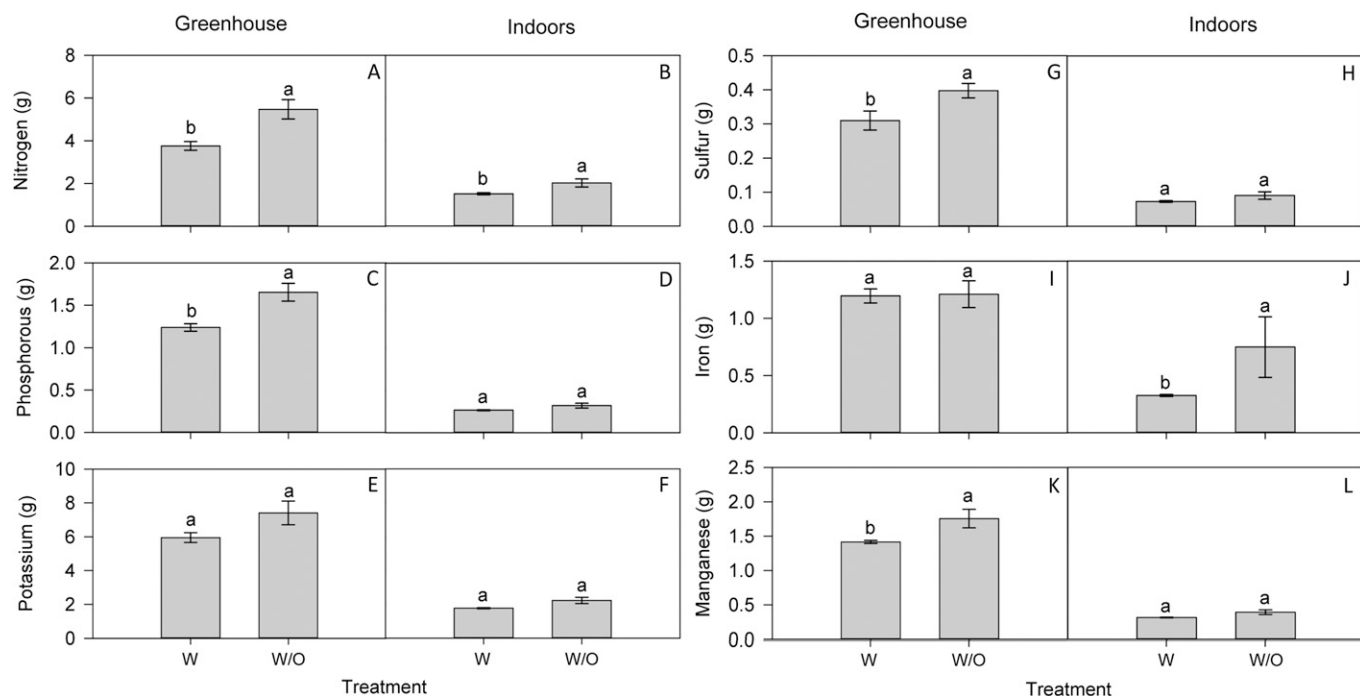 Greenhouse Indoors
Nitrogen (g)
8
6
4
2
0
A
b
a
B
b
a
Phosphorous (g)
2.0
1.5
1.0
0.5
0.0
C
b
a
D
a
a
Potassium (g)
10
8
6
4
2
0
E
a
a
F
a
a
W W/O W W/O
Treatment
Greenhouse Indoors
Sulfur (g)
0.5
0.4
0.3
0.2
0.1
0.0
G
b
a
H
a
a
Iron (g)
1.5
1.0
0.5
0.0
I
a
a
J
b
a
Manganese (g)
2.5
2.0
1.5
1.0
0.5
0.0
K
b
a
L
a
a
W W/O W W/O
Treatment